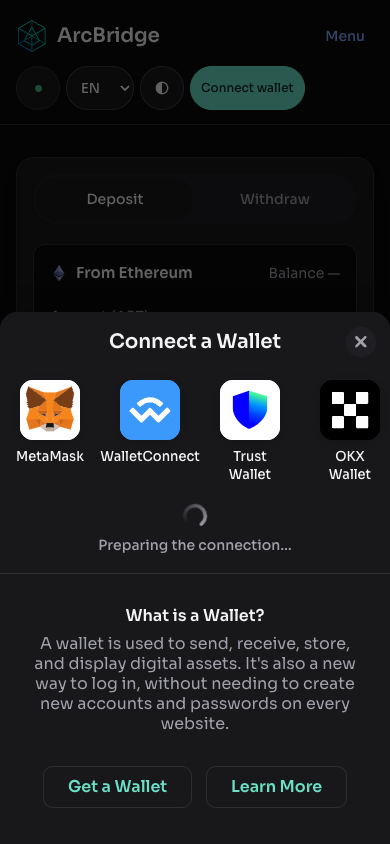 ArcBridge
Menu
EN
Connect wallet
Deposit
Withdraw
From Ethereum
Balance —
Connect a Wallet
MetaMask
WalletConnect
Trust
Wallet
OKX
Wallet
Preparing the connection...
What is a Wallet?
A wallet is used to send, receive, store,
and display digital assets. It's also a new
way to log in, without needing to create
new accounts and passwords on every
website.
Get a Wallet
Learn More